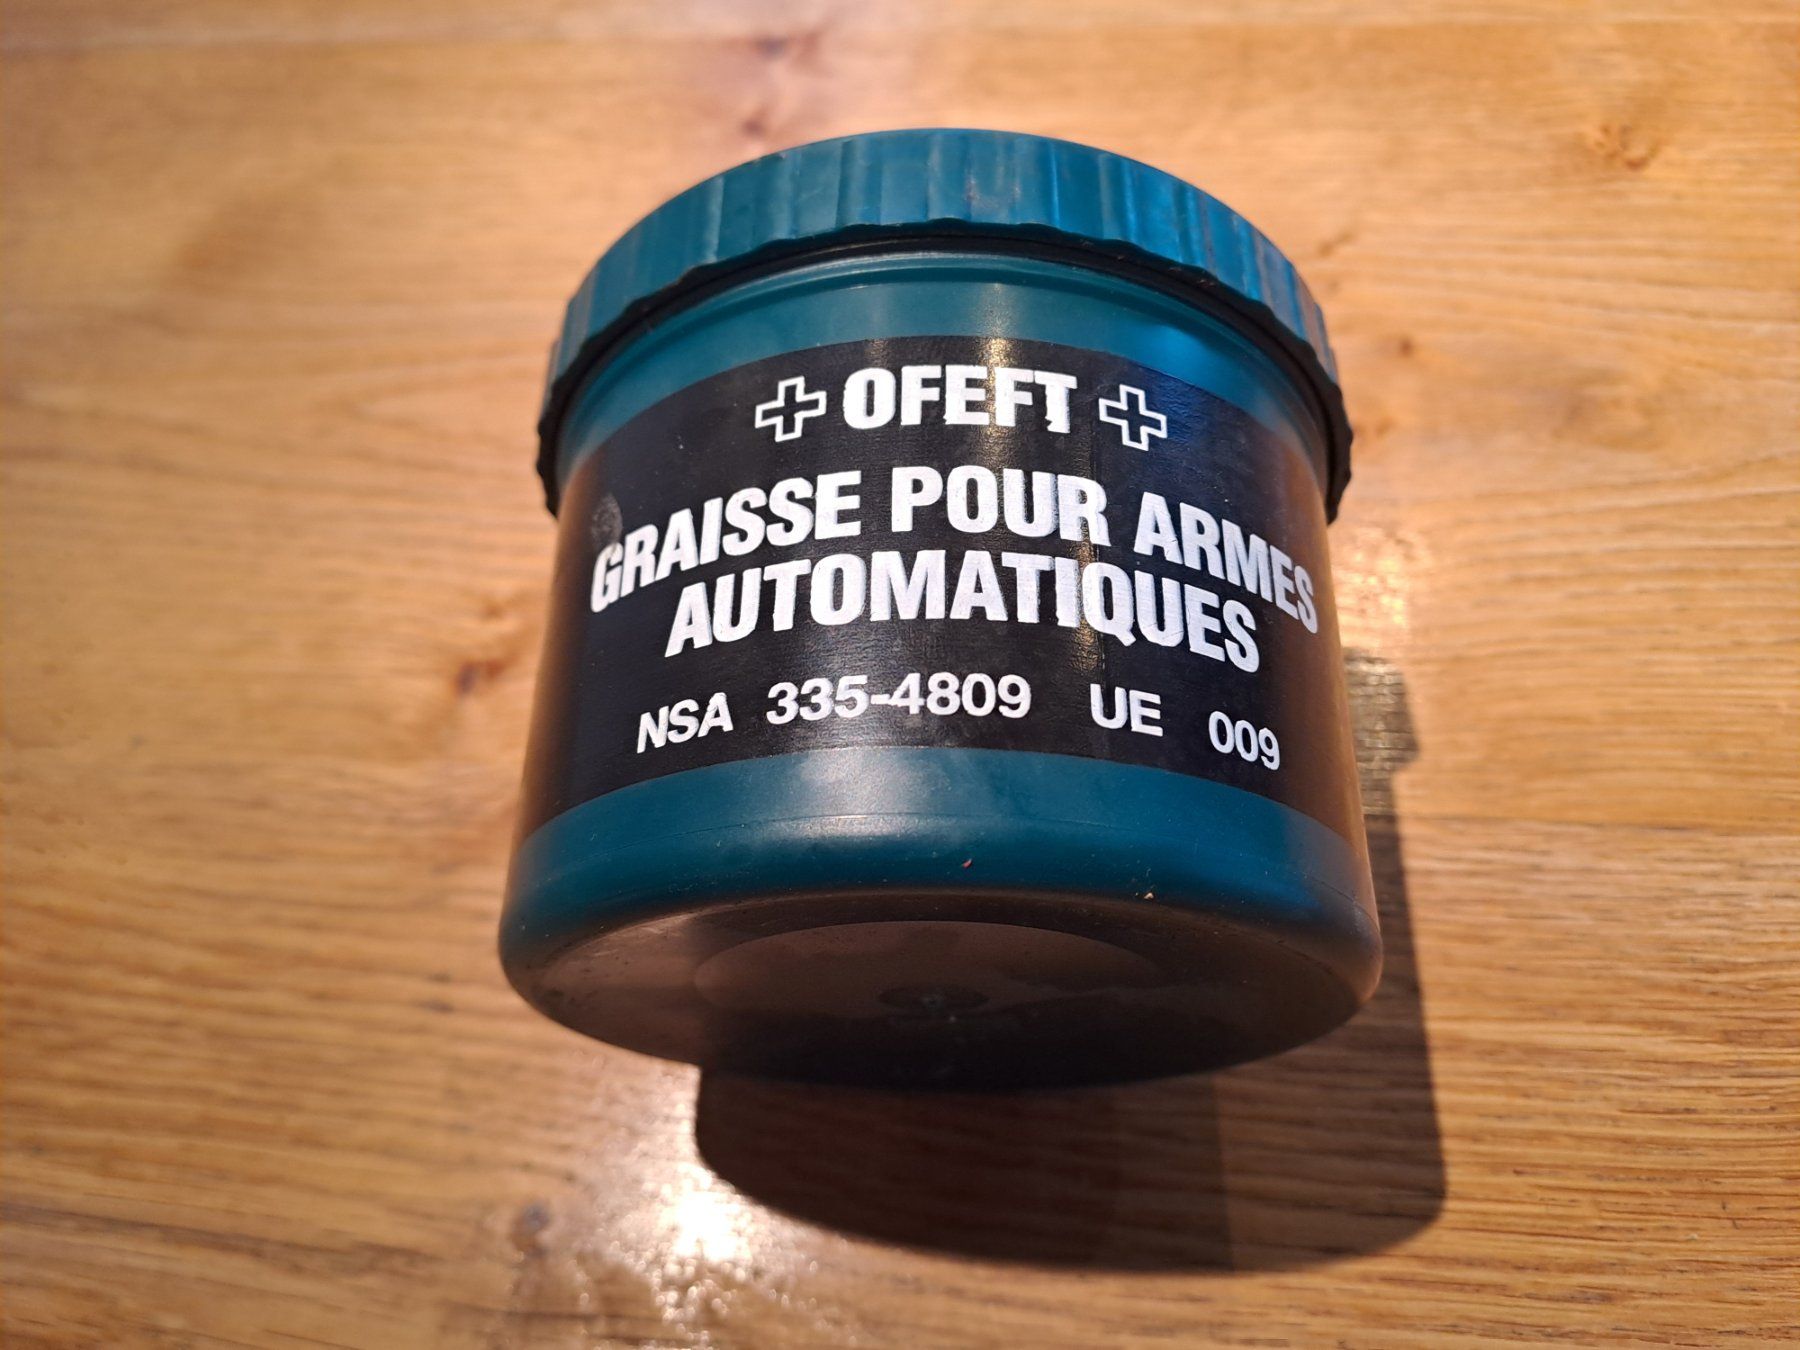 OFEFT
GRAISSE POUR ARMES
AUTOMATIQUES
NSA 335-4809 UE 009